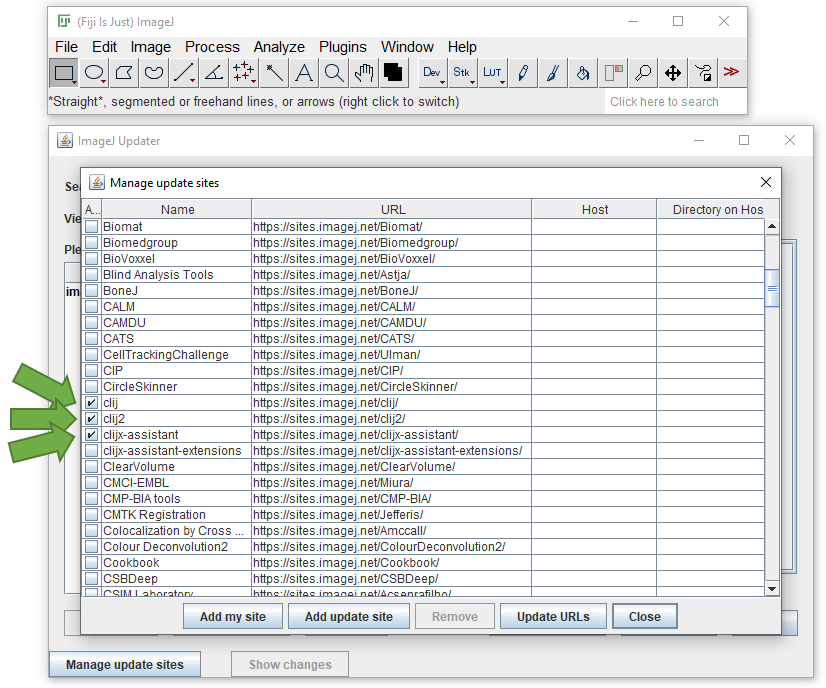 (Fiji Is Just) ImageJ
File Edit Image Process Analyze Plugins Window Help
A Dev Stk LUT
*Straight*, segmented or freehand lines, or arrows (right click to switch) Click here to search
ImageJ Updater
Manage update sites
A... Name URL Host Directory on Hos
Biomat https://sites.imagej.net/Biomat/
Biomedgroup https://sites.imagej.net/Biomedgroup/
BioVoxxel https://sites.imagej.net/BioVoxxel/
Blind Analysis Tools https://sites.imagej.net/Astja/
BoneJ https://sites.imagej.net/BoneJ/
CALM https://sites.imagej.net/CALM/
CAMDU https://sites.imagej.net/CAMDU/
CATS https://sites.imagej.net/CATS/
CellTrackingChallenge https://sites.imagej.net/Ulman/
CIP https://sites.imagej.net/CIP/
CircleSkinner https://sites.imagej.net/CircleSkinner/
clij https://sites.imagej.net/clij/
clij2 https://sites.imagej.net/clij2/
clijx-assistant https://sites.imagej.net/clijx-assistant/
clijx-assistant-extensions https://sites.imagej.net/clijx-assistant-extensions/
ClearVolume https://sites.imagej.net/ClearVolume/
CMCI-EMBL https://sites.imagej.net/Miura/
CMP-BIA tools https://sites.imagej.net/CMP-BIA/
CMTK Registration https://sites.imagej.net/Jefferis/
Colocalization by Cross ... https://sites.imagej.net/Amccall/
Colour Deconvolution2 https://sites.imagej.net/ColourDeconvolution2/
Cookbook https://sites.imagej.net/Cookbook/
CSBDeep https://sites.imagej.net/CSBDeep/
CSIM Laboratory https://sites.imagej.net/Acsenrafilho/
Add my site Add update site Remove Update URLs Close
Manage update sites Show changes